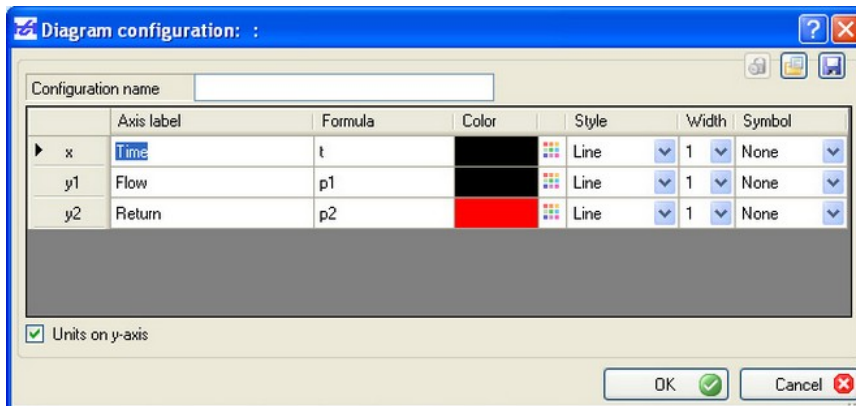 Diagram configuration: :
Configuration name
Axis label Formula Color Style Width Symbol
x Time t Line 1 None
y1 Flow p1 Line 1 None
y2 Return p2 Line 1 None
Units on y-axis
OK Cancel